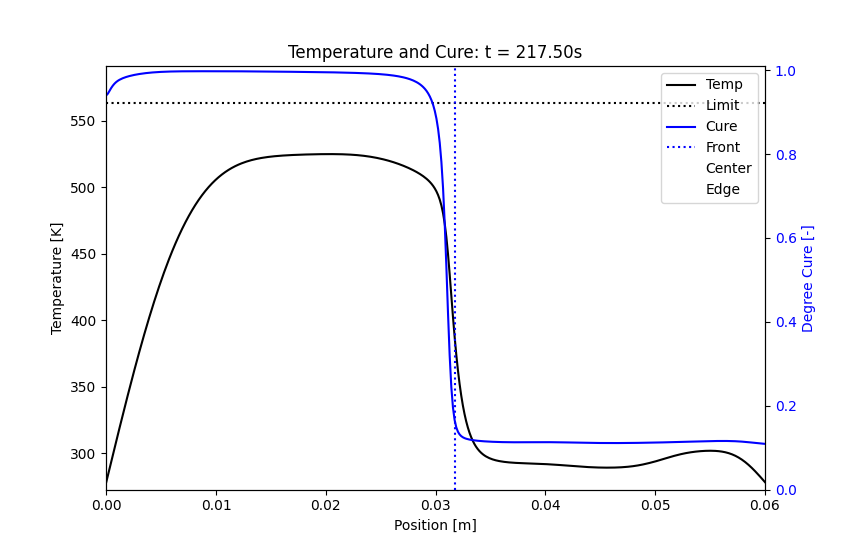 Temperature and Cure: t = 217.50s
Temp
Limit
Cure
Front
Center
Edge
Temperature [K]
550
500
450
400
350
300
Degree Cure [-]
1.0
0.8
0.6
0.4
0.2
0.0
0.00 0.01 0.02 0.03 0.04 0.05 0.06
Position [m]